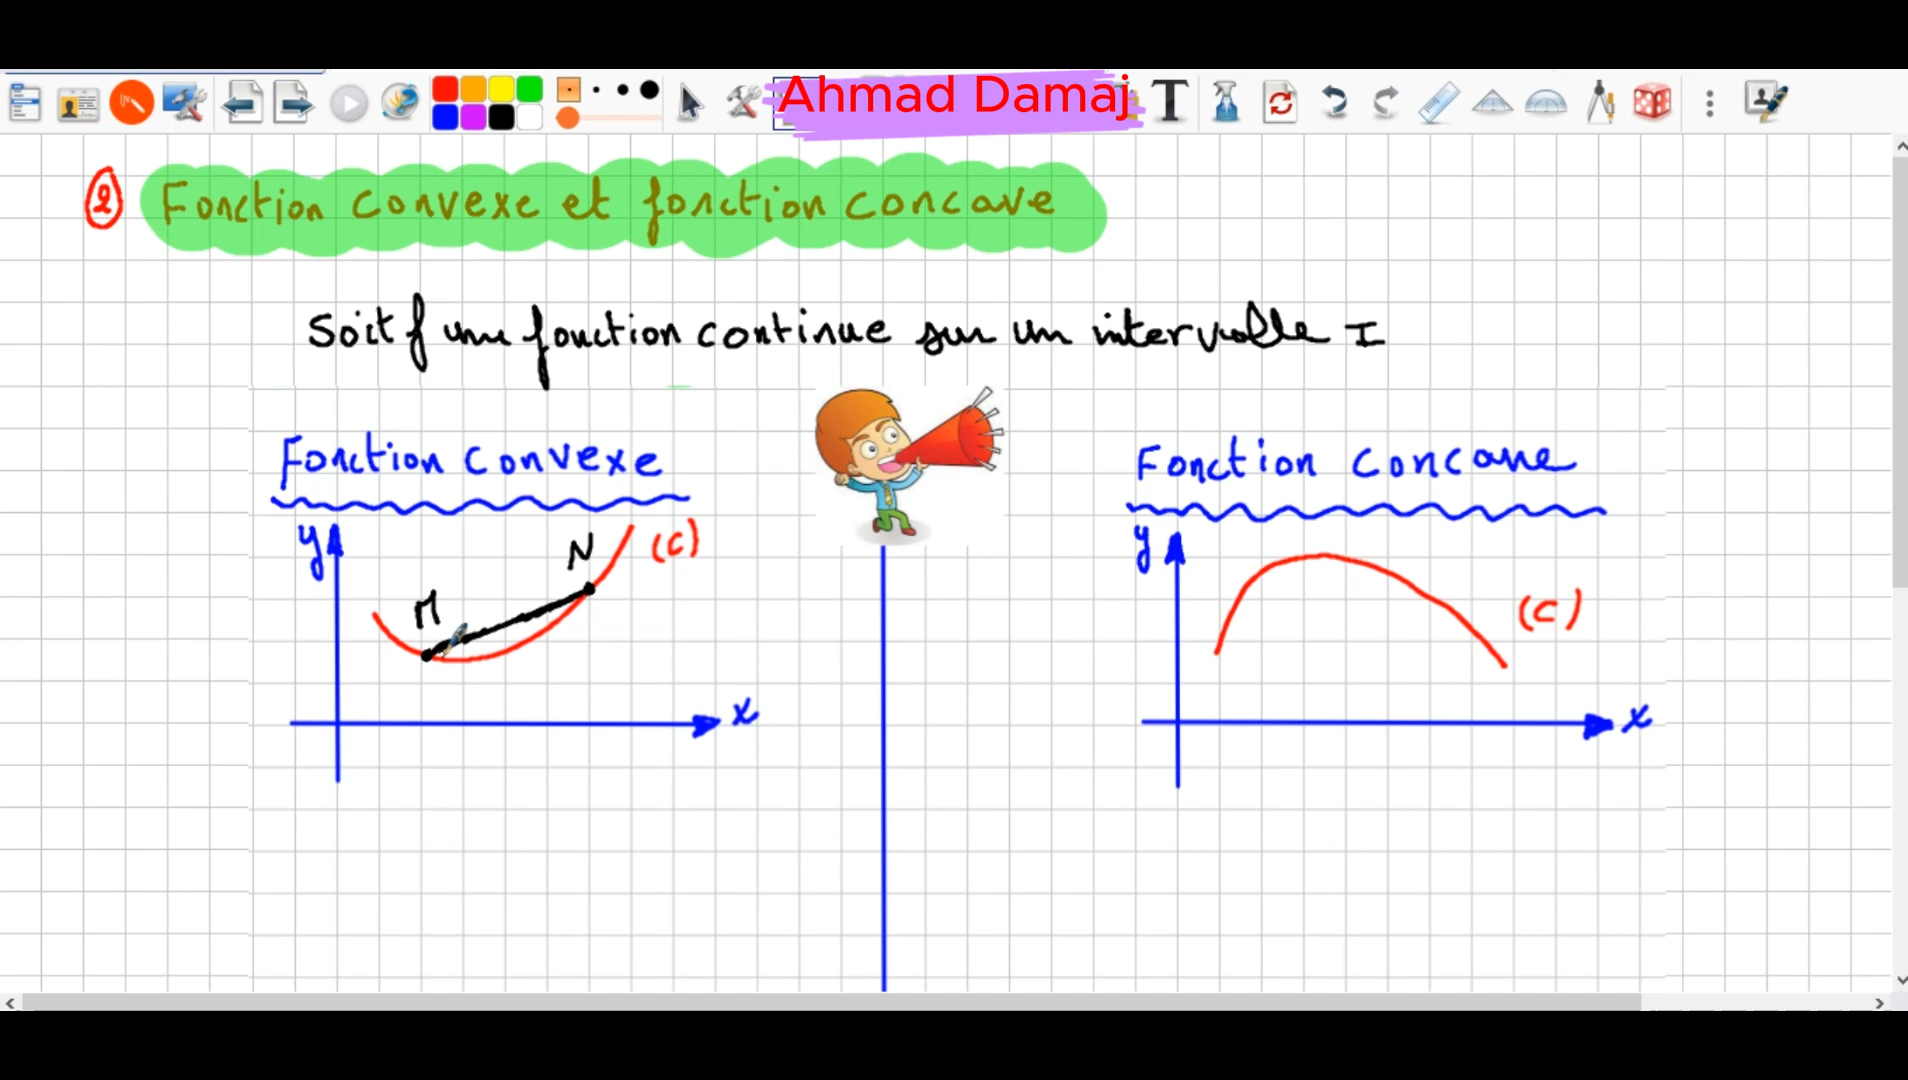 Ahmad Damaj
2 Fonction convexe et fonction concave
Soit f une fonction continue sur un intervalle I
Fonction convexe
Fonction concave
y
N
(C)
M
x
y
(C)
x